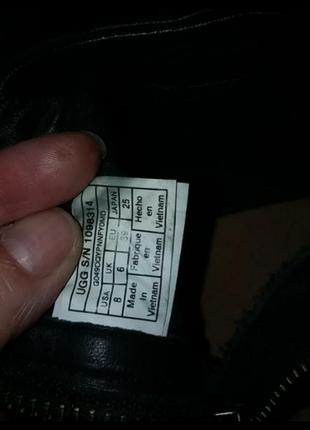 UGG S/N 1098314
G049DQYPNNPYOMD
USA UK EU JAPAN
8 6 39 25
Made Fabriqué Hecho
In en en
Vietnam Vietnam Vietnam